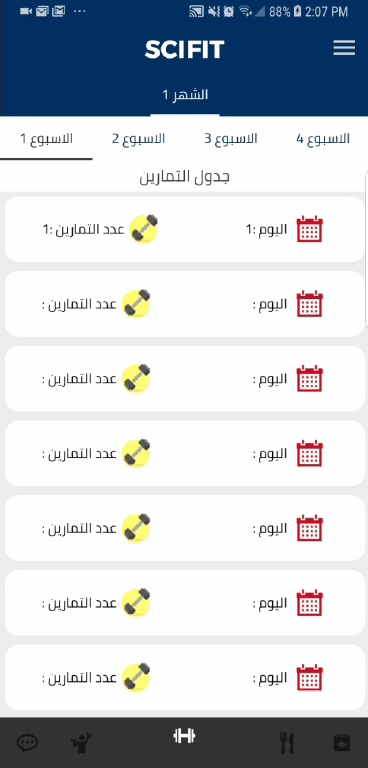 88% 2:07 PM
SCIFIT
الشهر 1
الاسبوع 1 الاسبوع 2 الاسبوع 3 الاسبوع 4
جدول التمارين
اليوم :1 عدد التمارين :1
اليوم : عدد التمارين :
اليوم : عدد التمارين :
اليوم : عدد التمارين :
اليوم : عدد التمارين :
اليوم : عدد التمارين :
اليوم : عدد التمارين :